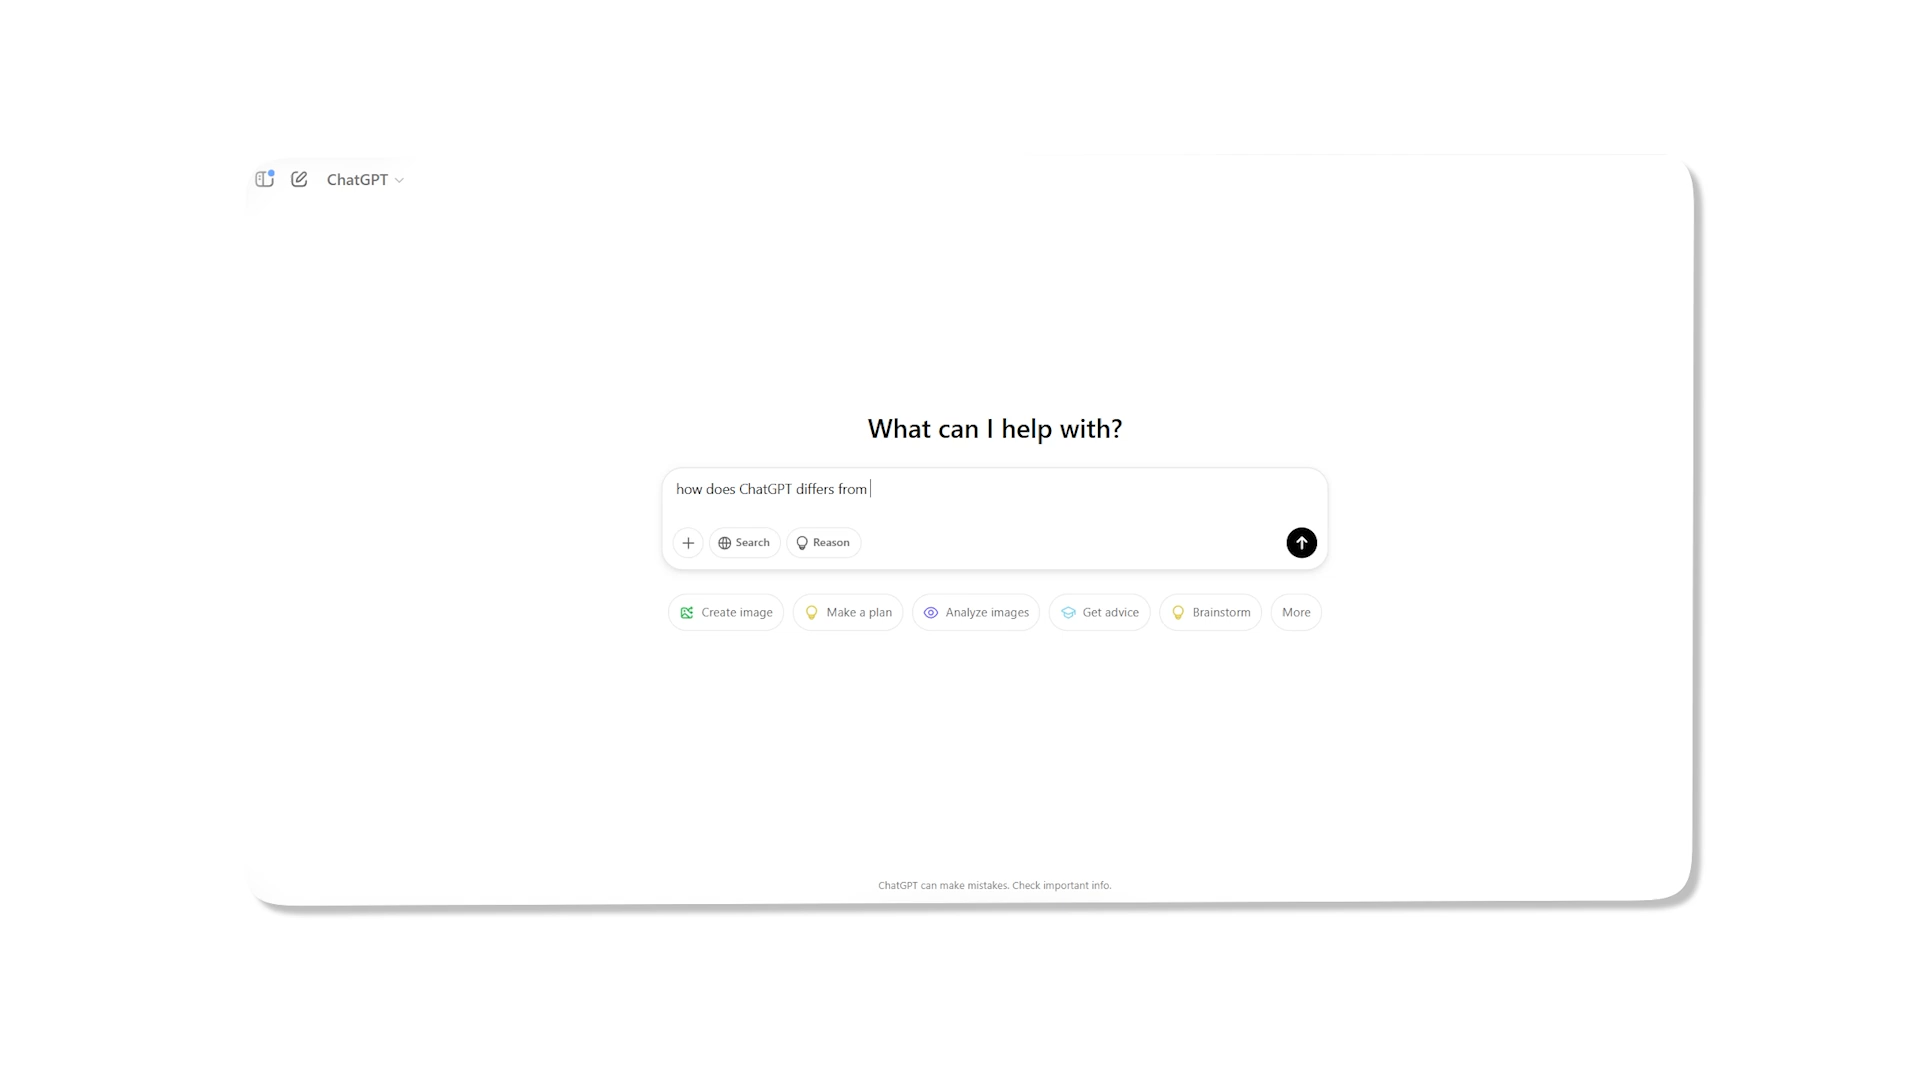 ChatGPT
What can I help with?
how does ChatGPT differs from
Search Reason
Create image Make a plan Analyze images Get advice Brainstorm More
ChatGPT can make mistakes. Check important info.